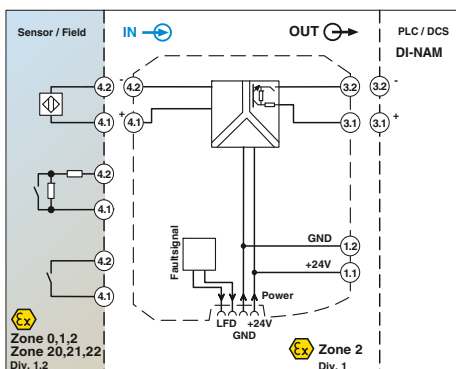 Sensor / Field
IN
OUT
PLC / DCS
DI-NAM
4.2
-
4.2
3.2
3.2
-
4.1
+
4.1
3.1
3.1
+
4.2
4.1
Faultsignal
GND
1.2
+24V
1.1
4.2
4.1
Power
LFD
+24V
GND
Ex
Zone 0,1,2
Zone 20,21,22
Div. 1,2
Ex
Zone 2
Div. 1